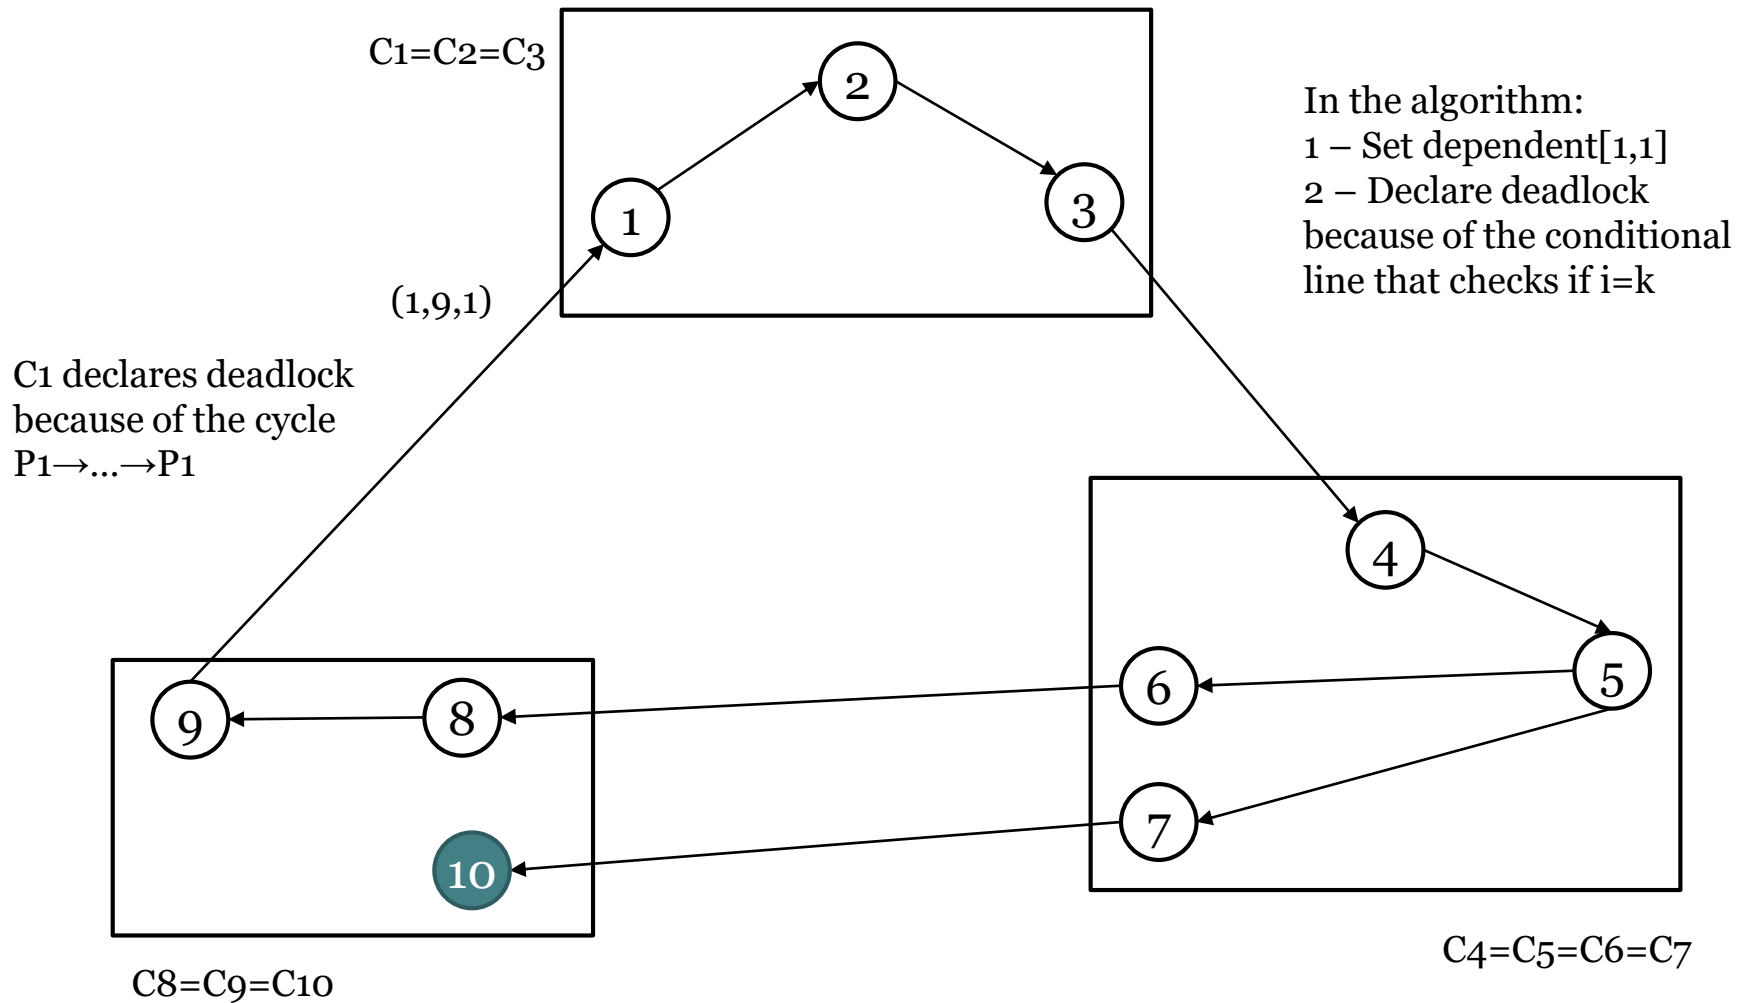 C1=C2=C3
2
1
3
In the algorithm:
1 – Set dependent[1,1]
2 – Declare deadlock
because of the conditional
line that checks if i=k
(1,9,1)
C1 declares deadlock
because of the cycle
P1→...→P1
4
5
6
7
9
8
10
C4=C5=C6=C7
C8=C9=C10